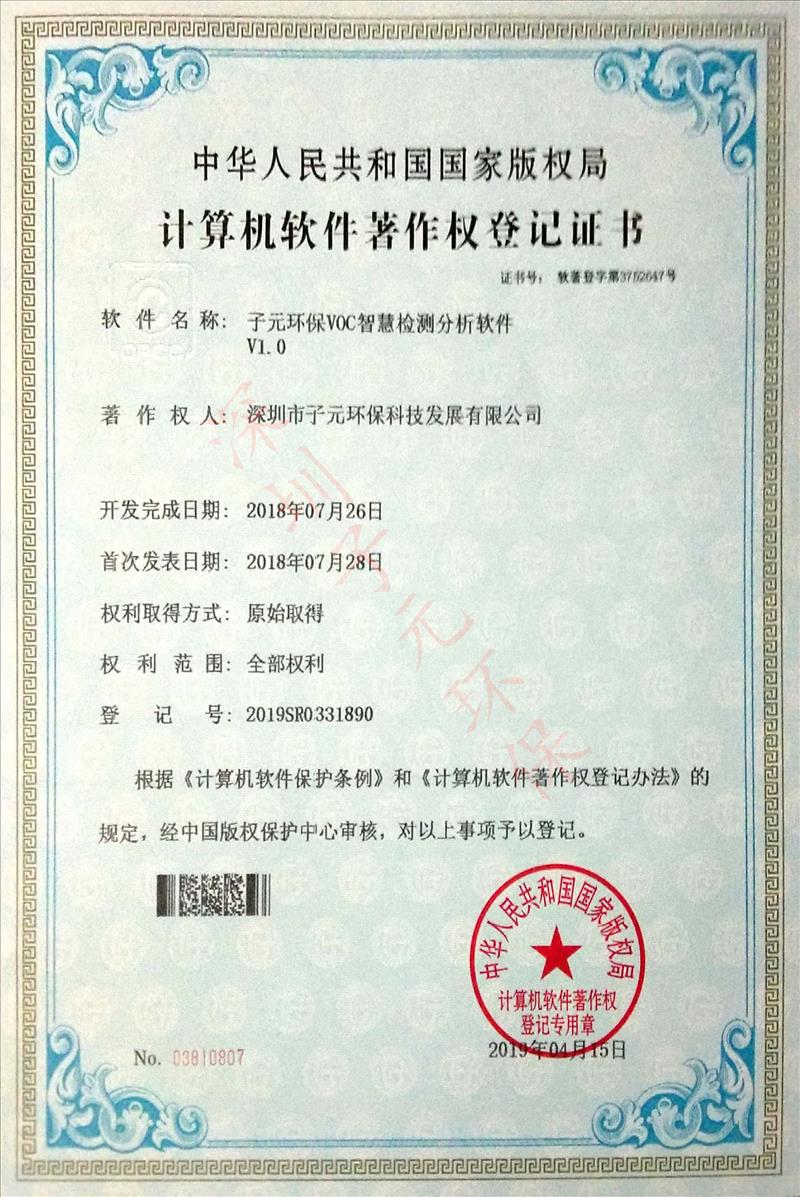 中华人民共和国国家版权局
计算机软件著作权登记证书
证书号： 软著登字第3752647号
软件名称： 子元环保VOC智慧检测分析软件
V1.0
著作权人： 深圳市子元环保科技发展有限公司
开发完成日期： 2018年07月26日
首次发表日期： 2018年07月28日
权利取得方式： 原始取得
权利范围： 全部权利
登记号： 2019SR0331890
根据《计算机软件保护条例》和《计算机软件著作权登记办法》的
规定，经中国版权保护中心审核，对以上事项予以登记。
深圳子元环保
中华人民共和国国家版权局
计算机软件著作权
登记专用章
No. 03810807
2019年04月15日